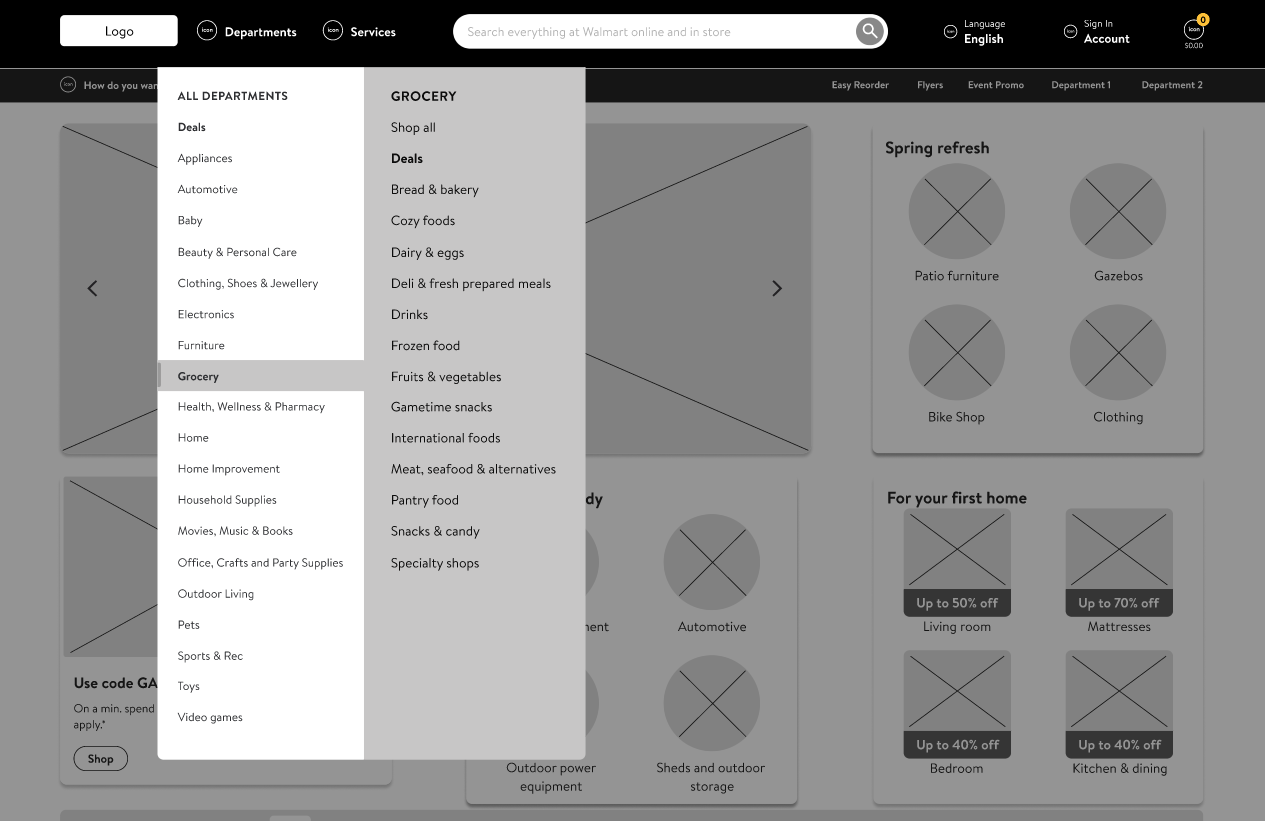 Logo
icon
Departments
icon
Services
Search everything at Walmart online and in store
icon
Language
English
icon
Sign In
Account
0
icon
$0.00
icon
How do you wan
Easy Reorder
Flyers
Event Promo
Department 1
Department 2
ALL DEPARTMENTS
Deals
Appliances
Automotive
Baby
Beauty & Personal Care
Clothing, Shoes & Jewellery
Electronics
Furniture
Grocery
Health, Wellness & Pharmacy
Home
Home Improvement
Household Supplies
Movies, Music & Books
Office, Crafts and Party Supplies
Outdoor Living
Pets
Sports & Rec
Toys
Video games
GROCERY
Shop all
Deals
Bread & bakery
Cozy foods
Dairy & eggs
Deli & fresh prepared meals
Drinks
Frozen food
Fruits & vegetables
Gametime snacks
International foods
Meat, seafood & alternatives
Pantry food
Snacks & candy
Specialty shops
Spring refresh
Patio furniture
Gazebos
Bike Shop
Clothing
Use code GA
On a min. spend
apply.*
Shop
dy
nent
Automotive
Outdoor power
equipment
Sheds and outdoor
storage
For your first home
Up to 50% off
Living room
Up to 70% off
Mattresses
Up to 40% off
Bedroom
Up to 40% off
Kitchen & dining